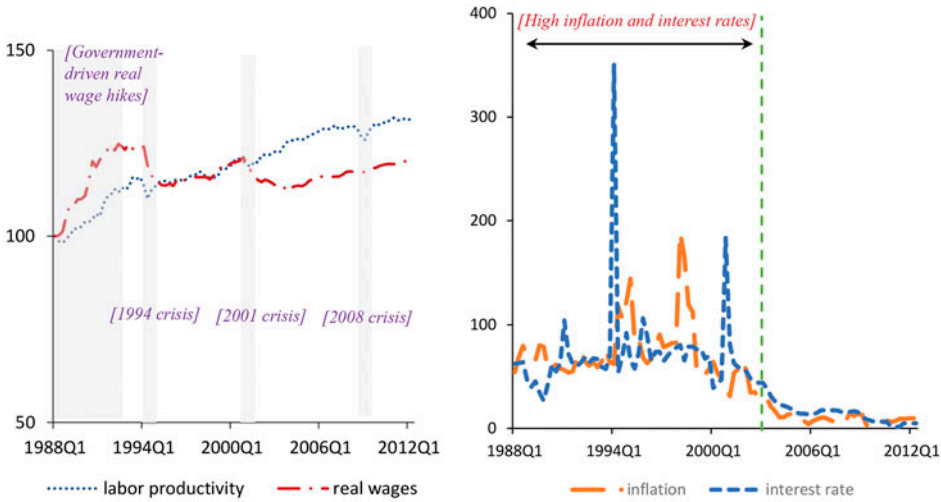 150
100
50
[Government-
driven real
wage hikes]
[1994 crisis]
[2001 crisis]
[2008 crisis]
1988Q1
1994Q1
2000Q1
2006Q1
2012Q1
labor productivity
real wages
400
300
200
100
0
[High inflation and interest rates]
1988Q1
1994Q1
2000Q1
2006Q1
2012Q1
inflation
interest rate